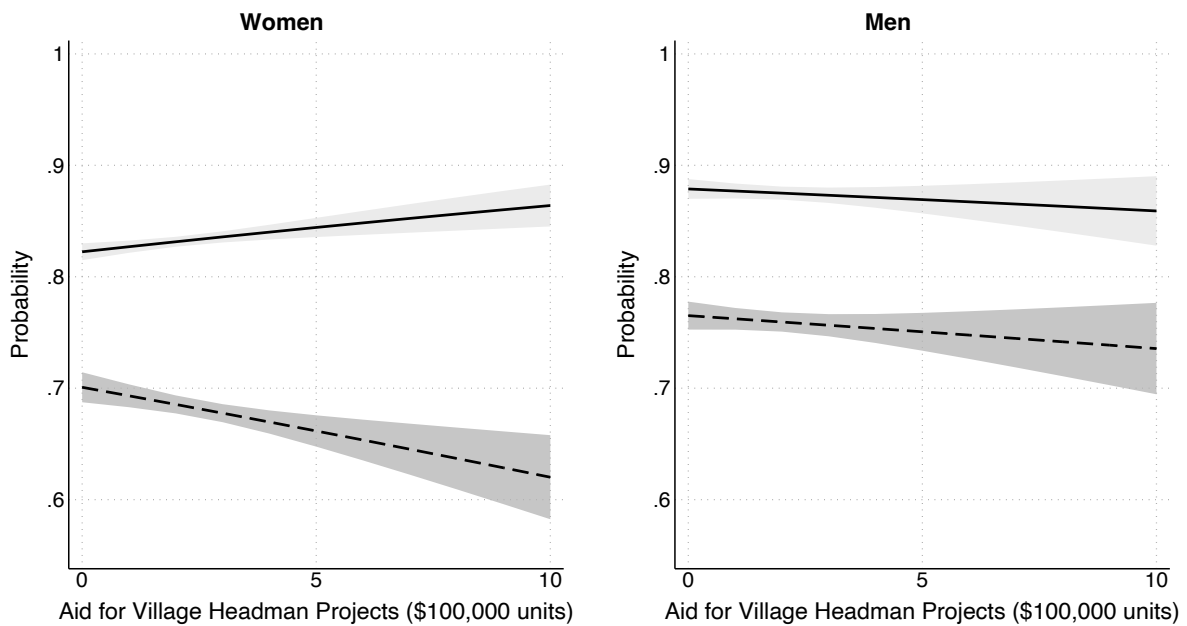 Women
Probability
1
.9
.8
.7
.6
0 5 10
Aid for Village Headman Projects ($100,000 units)
Men
Probability
1
.9
.8
.7
.6
0 5 10
Aid for Village Headman Projects ($100,000 units)